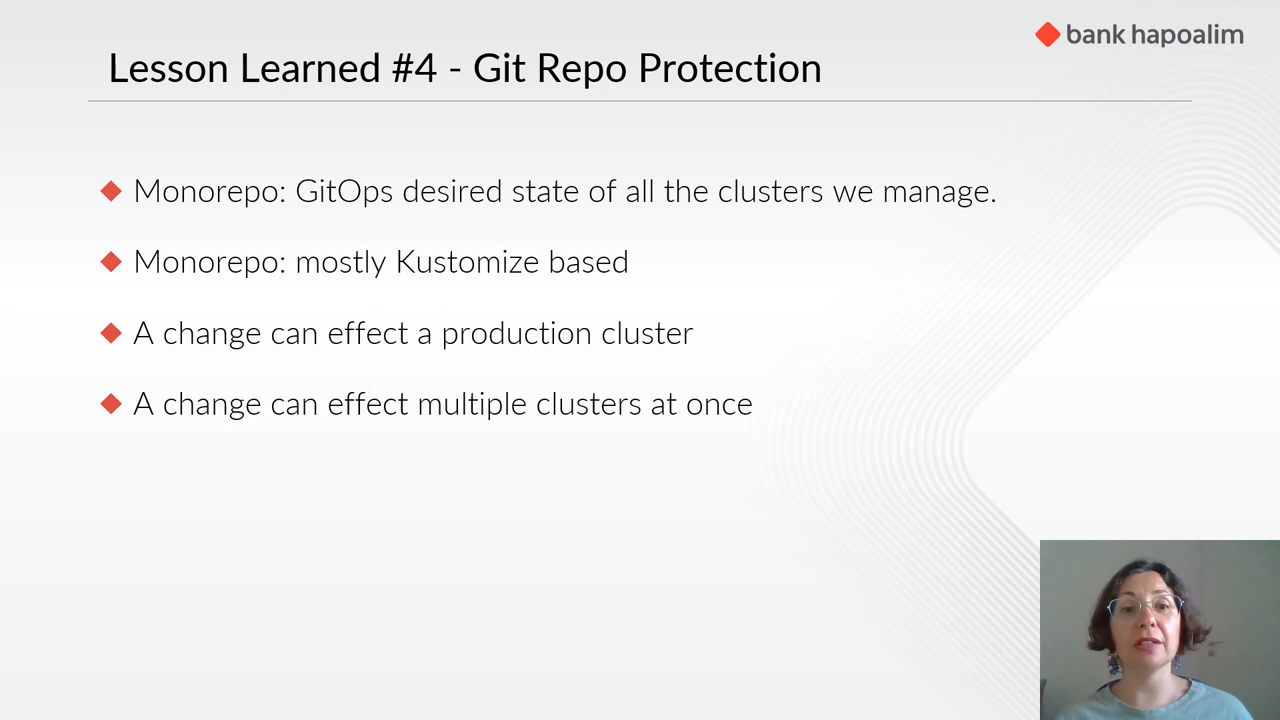 bank hapoalim
Lesson Learned #4 - Git Repo Protection
Monorepo: GitOps desired state of all the clusters we manage.
Monorepo: mostly Kustomize based
A change can effect a production cluster
A change can effect multiple clusters at once